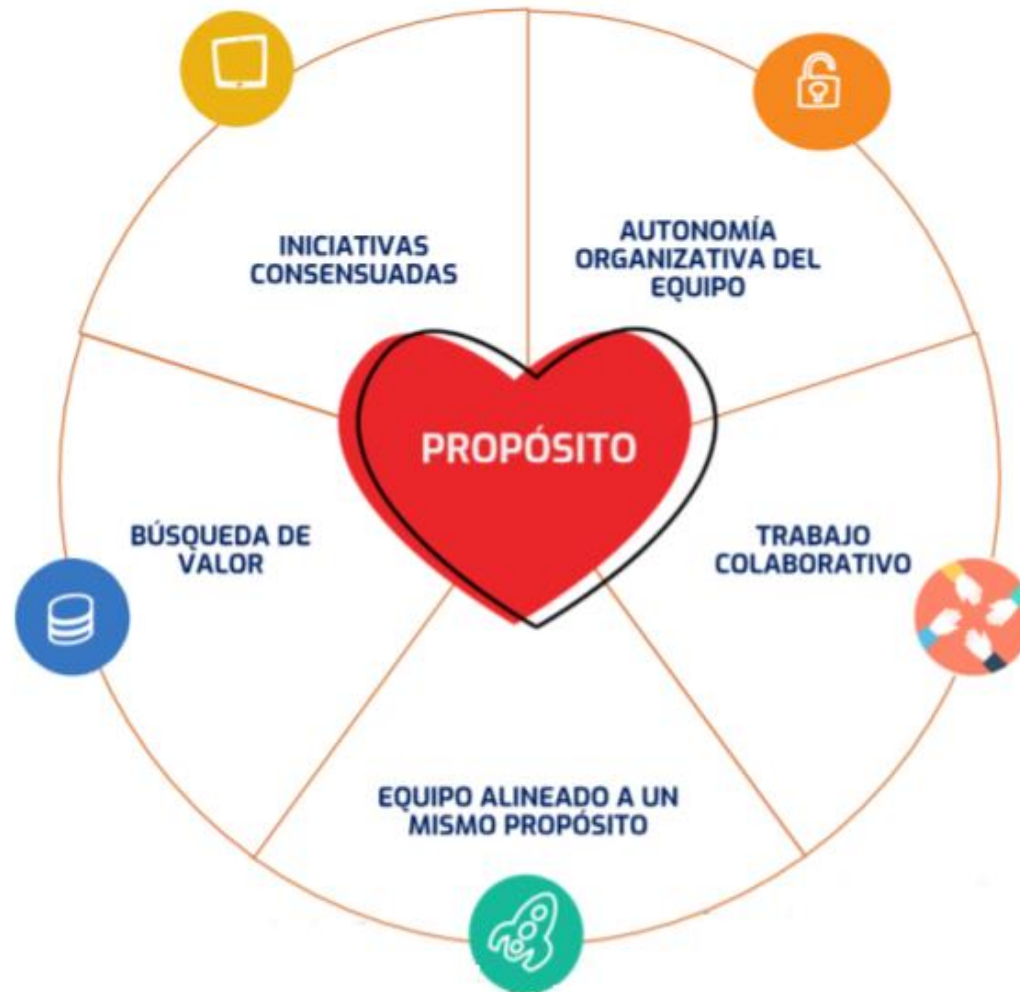 INICIATIVAS
CONSENSUADAS
AUTONOMÍA
ORGANIZATIVA DEL
EQUIPO
PROPÓSITO
BÚSQUEDA DE
VALOR
TRABAJO
COLABORATIVO
EQUIPO ALINEADO A UN
MISMO PROPÓSITO